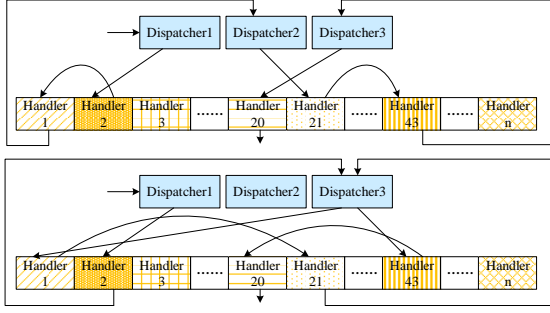 Dispatcher1 Dispatcher2 Dispatcher3
Handler Handler Handler ...... Handler Handler ...... Handler ...... Handler
1 2 3 20 21 43 n
Dispatcher1 Dispatcher2 Dispatcher3
Handler Handler Handler ...... Handler Handler ...... Handler ...... Handler
1 2 3 20 21 43 n